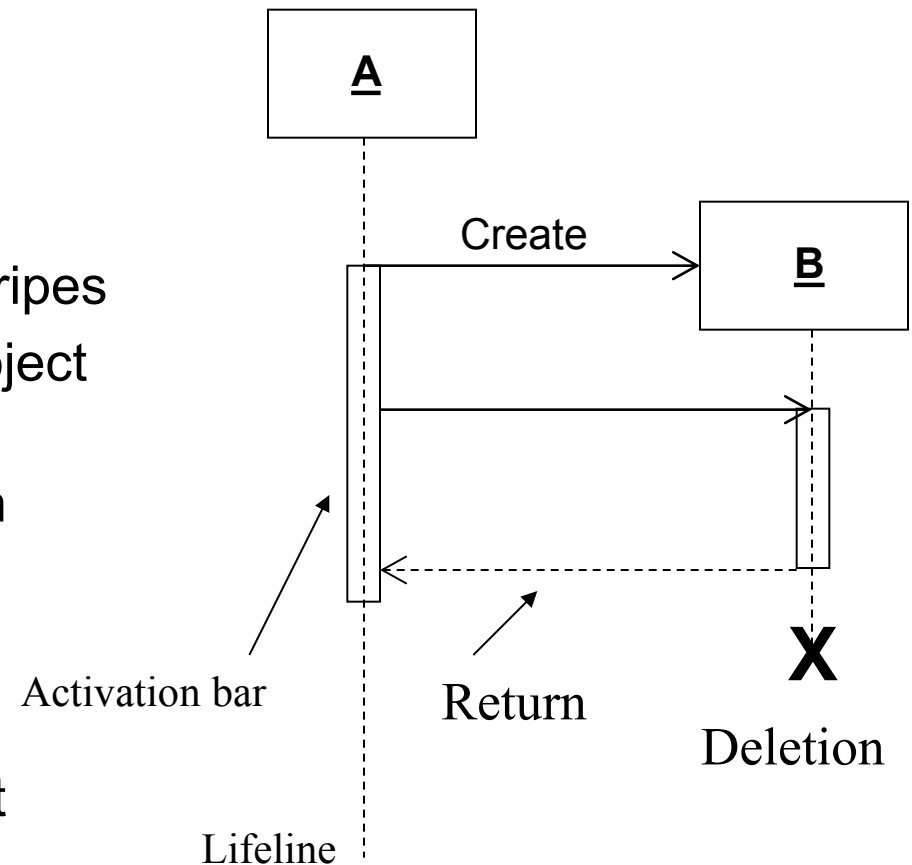 A
Create
B
ripes
ject
Activation bar
Return
X
Deletion
t
Lifeline